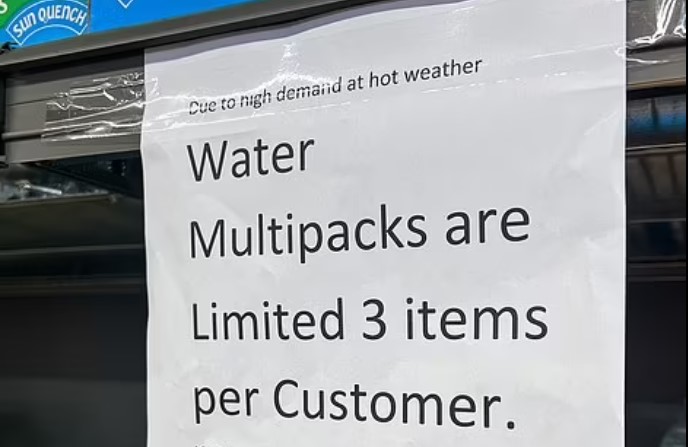 SUN QUENCH
Due to high demand at hot weather
Water
Multipacks are
Limited 3 items
per Customer.